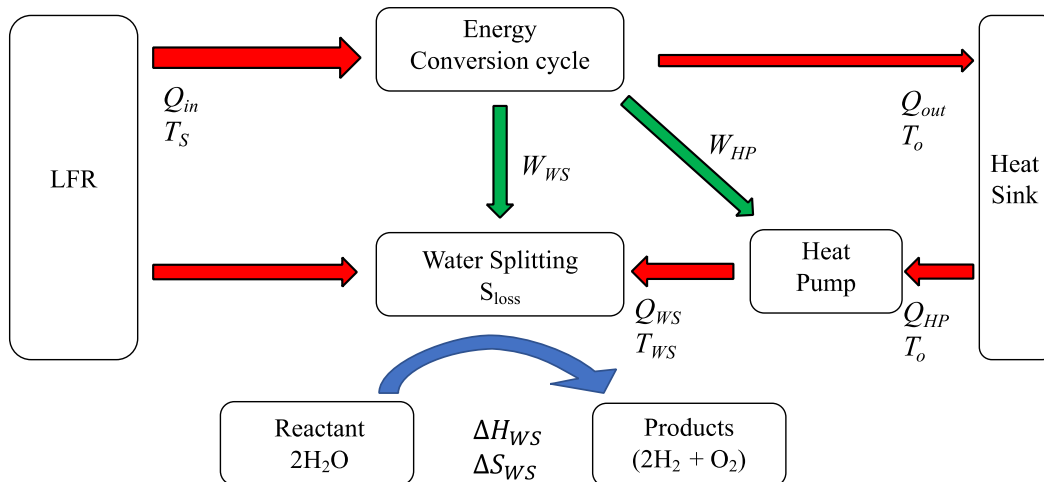 Energy
Conversion cycle
Q_in
T_S
Q_out
T_o
W_HP
W_WS
LFR
Heat
Sink
Water Splitting
S_loss
Heat
Pump
Q_WS
T_WS
Q_HP
T_o
Reactant
2H₂O
ΔH_WS
ΔS_WS
Products
(2H₂ + O₂)